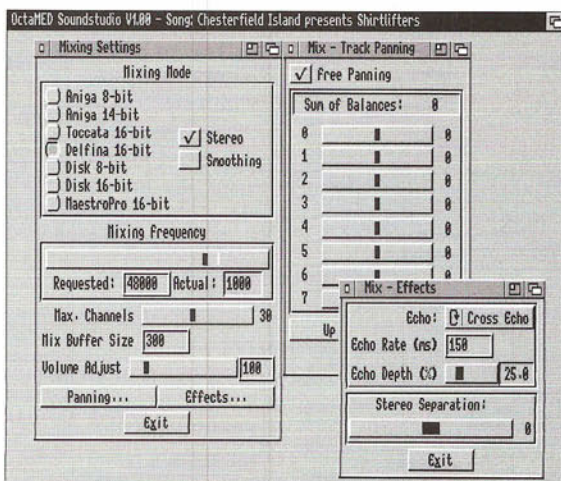 OctaMED Soundstudio V1.00 - Song: Chesterfield Island presents Shirtlifters
Mixing Settings
Mixing Mode
Amiga 8-bit
Amiga 14-bit
Toccata 16-bit
Delfina 16-bit
Disk 8-bit
Disk 16-bit
MaestroPro 16-bit
Stereo
Smoothing
Mixing Frequency
Requested: 48000 Actual: 1000
Max. Channels 30
Mix Buffer Size 300
Volume Adjust 100
Panning... Effects...
Exit
Mix - Track Panning
Free Panning
Sum of Balances: 0
0 0
1 0
2 0
3 0
4 0
5 0
6 0
7
Up
Mix - Effects
Echo: Cross Echo
Echo Rate (ms) 150
Echo Depth (%) 25.0
Stereo Separation:
0
Exit